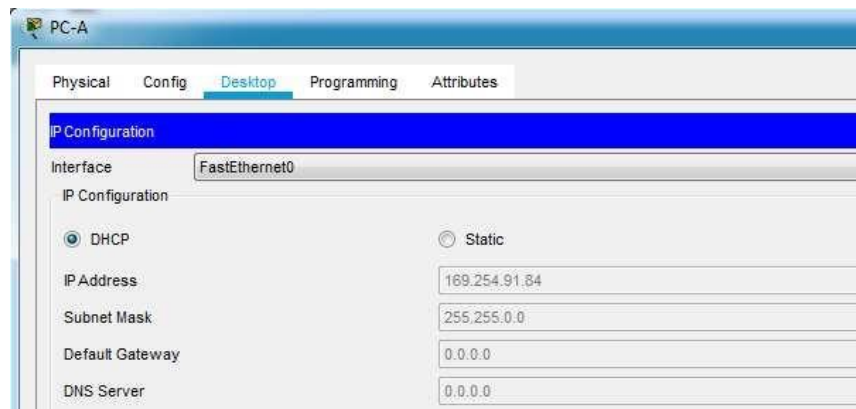 PC-A
Physical Config Desktop Programming Attributes
IP Configuration
Interface FastEthernet0
IP Configuration
DHCP Static
IP Address 169.254.91.84
Subnet Mask 255.255.0.0
Default Gateway 0.0.0.0
DNS Server 0.0.0.0